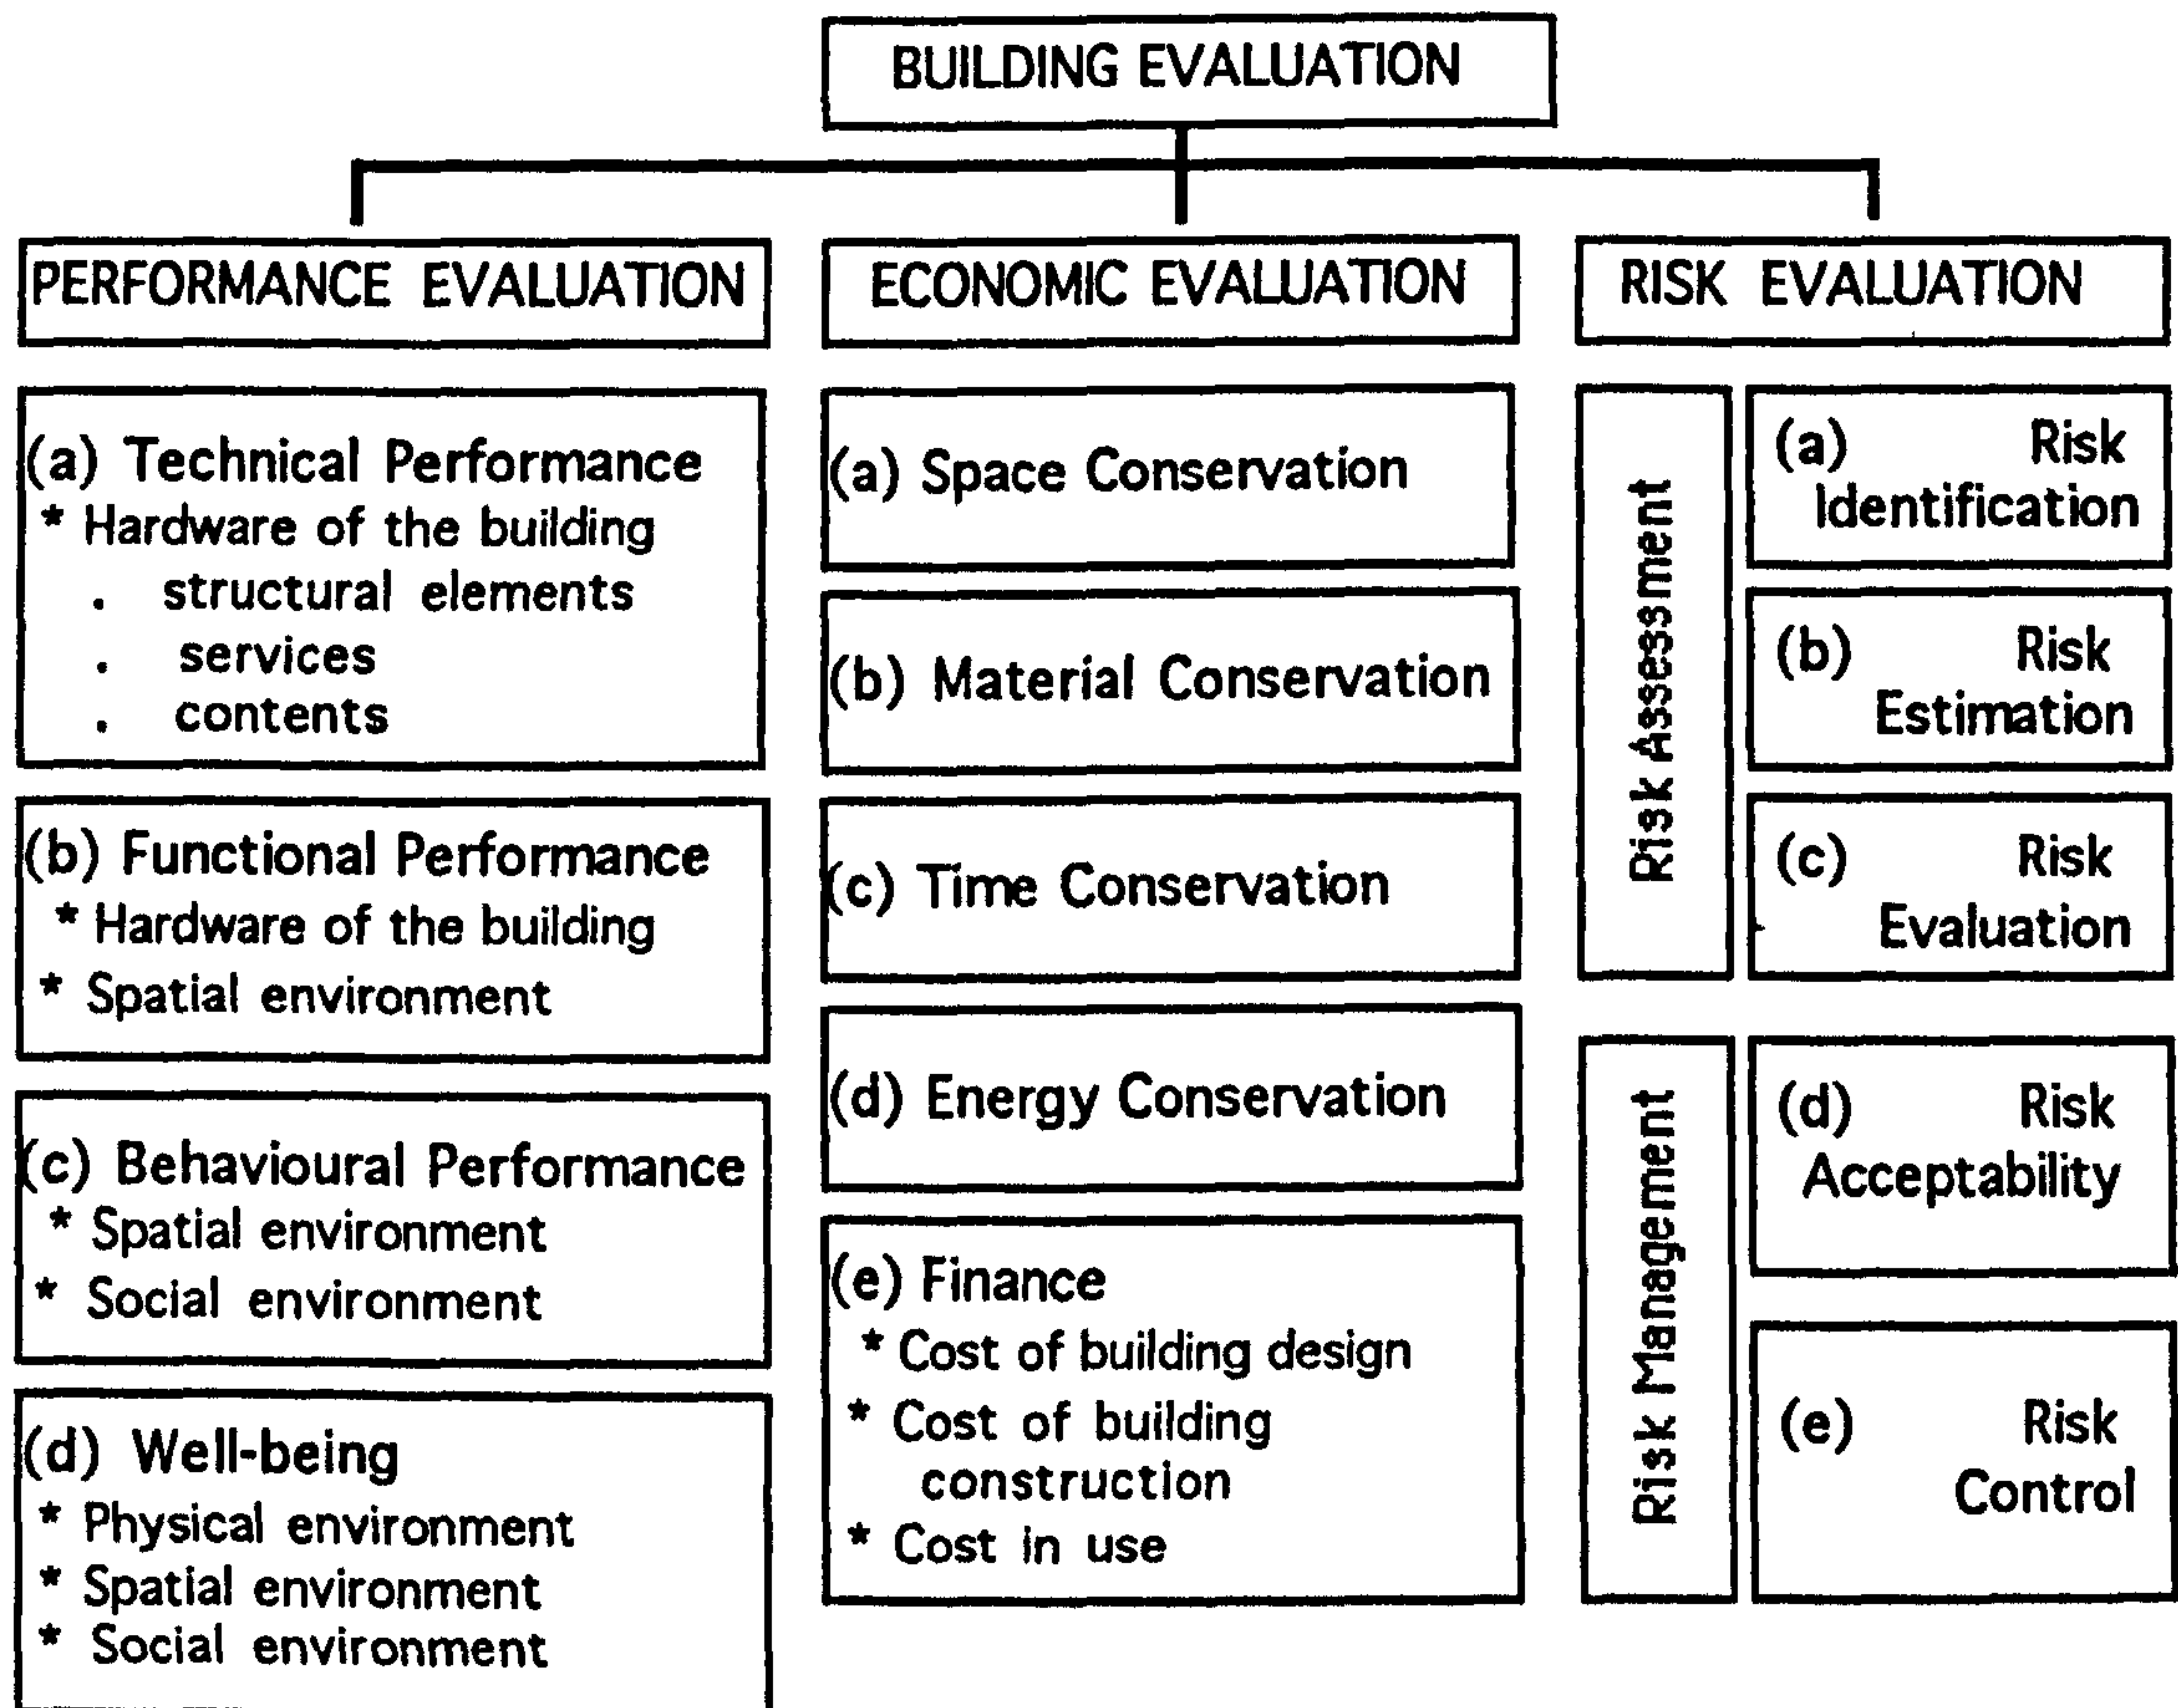 BUILDING EVALUATION
PERFORMANCE EVALUATION
(a) Technical Performance
* Hardware of the building
. structural elements
. services
. contents
(b) Functional Performance
* Hardware of the building
* Spatial environment
(c) Behavioural Performance
* Spatial environment
* Social environment
(d) Well-being
* Physical environment
* Spatial environment
* Social environment
ECONOMIC EVALUATION
(a) Space Conservation
(b) Material Conservation
(c) Time Conservation
(d) Energy Conservation
(e) Finance
* Cost of building design
* Cost of building
construction
* Cost in use
RISK EVALUATION
Risk Assessment
(a) Risk
Identification
(b) Risk
Estimation
(c) Risk
Evaluation
Risk Management
(d) Risk
Acceptability
(e) Risk
Control